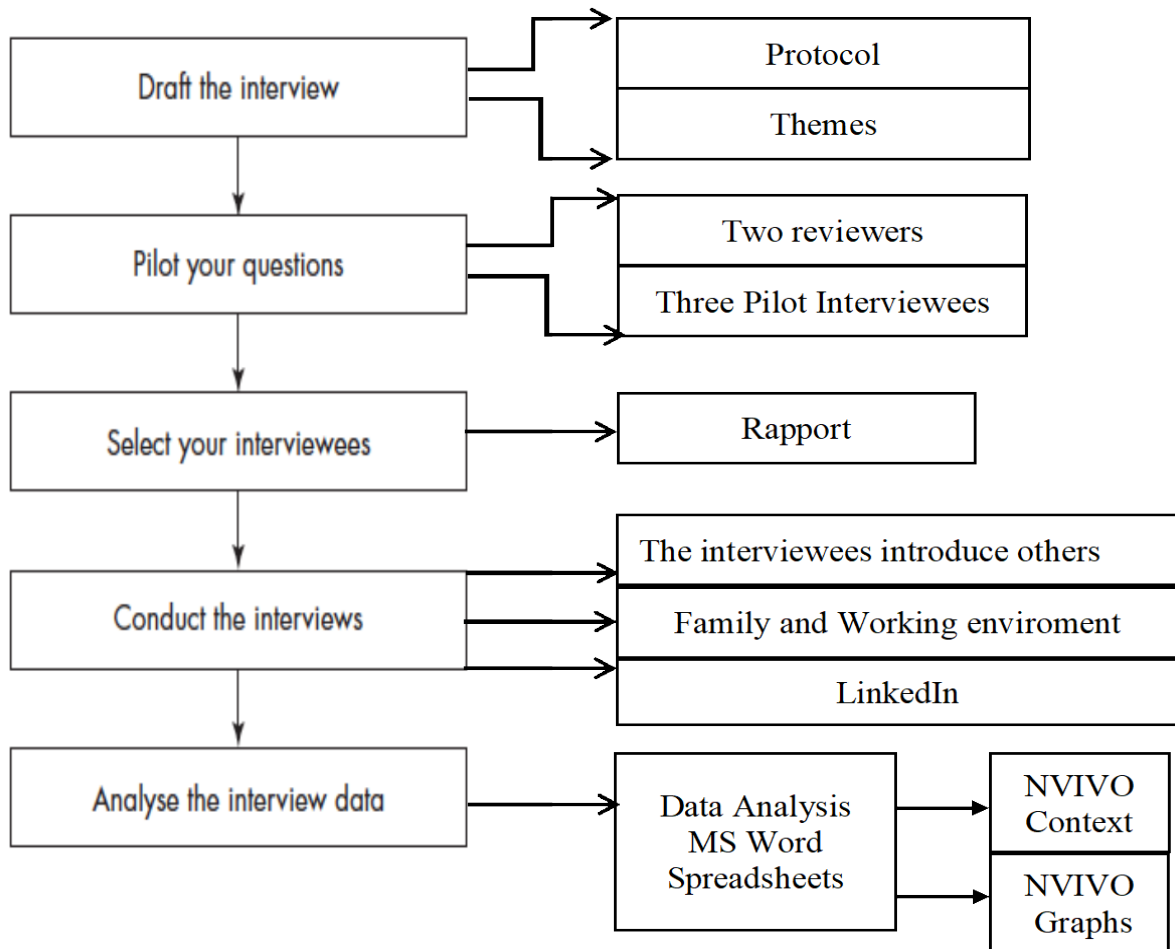 Draft the interview
Protocol
Themes
Pilot your questions
Two reviewers
Three Pilot Interviewees
Select your interviewees
Rapport
Conduct the interviews
The interviewees introduce others
Family and Working enviroment
LinkedIn
Analyse the interview data
Data Analysis
MS Word
Spreadsheets
NVIVO
Context
NVIVO
Graphs